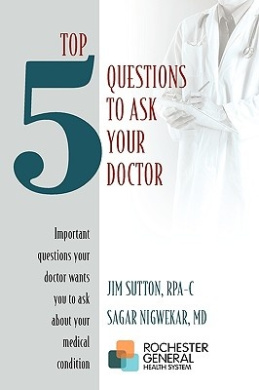 TOP
5
QUESTIONS
TO ASK
YOUR
DOCTOR
Important
questions your
doctor wants
you to ask
about your
medical
condition
JIM SUTTON, RPA-C
SAGAR NIGWEKAR, MD
ROCHESTER
GENERAL
HEALTH SYSTEM